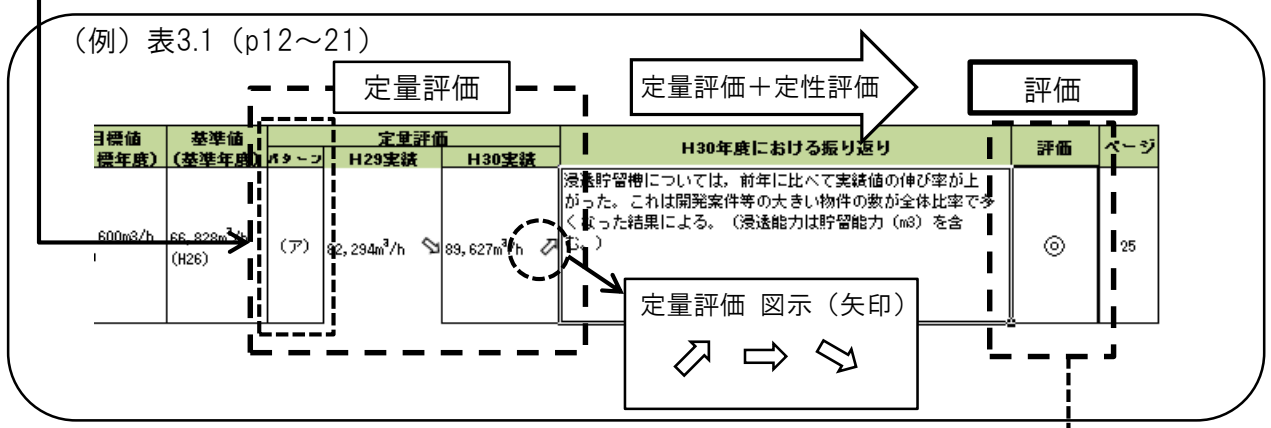 （例）表3.1（p12～21）
定量評価
定量評価＋定性評価
評価
目標値
標年度）
基準値
（基準年度）
定量評価
パターン
H29実績
H30実績
H30年度における振り返り
評価
ページ
600m3/h
66,828m³/h
(H26)
（ア）
82,294m³/h
89,627m³/h
浸透貯留槽については，前年に比べて実績値の伸び率が上
がった。これは開発案件等の大きい物件の数が全体比率で多
くなった結果による。（浸透能力は貯留能力（m3）を含
む。）
◎
25
定量評価 図示（矢印）